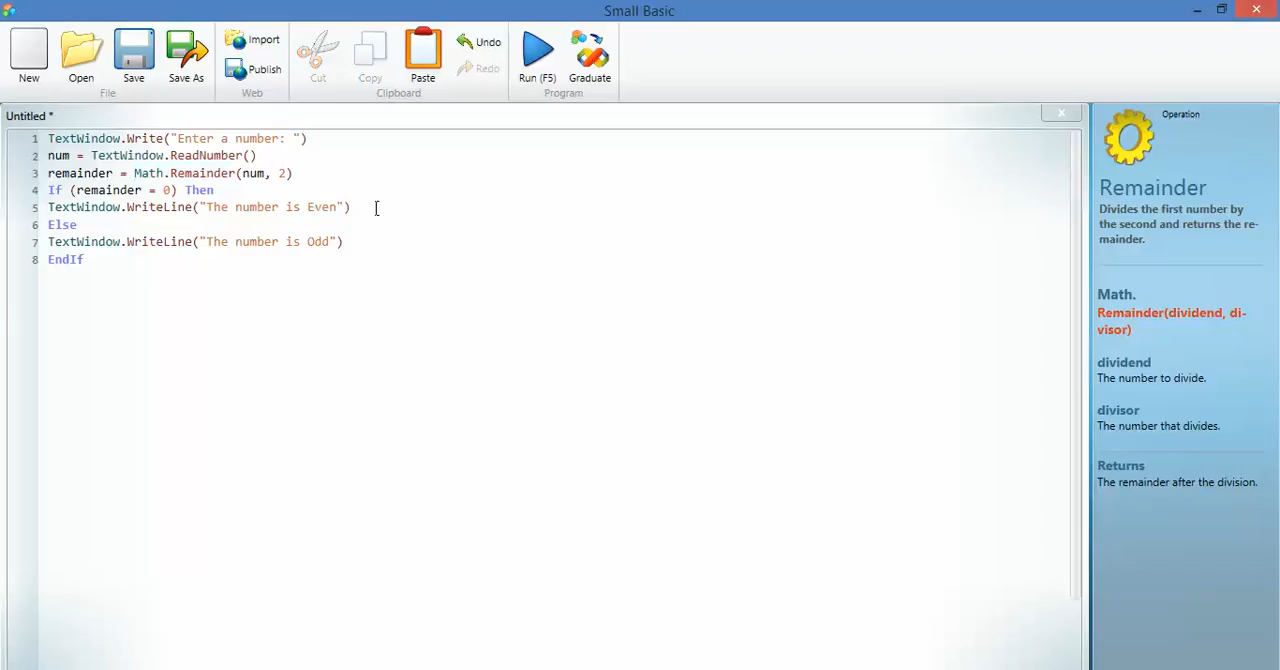 Small Basic
New
Open
Save
Save As
Import
Publish
Cut
Copy
Paste
Undo
Redo
Run (F5)
Graduate
File
Web
Clipboard
Program
Untitled *
1 TextWindow.Write("Enter a number: ")
2 num = TextWindow.ReadNumber()
3 remainder = Math.Remainder(num, 2)
4 If (remainder = 0) Then
5 TextWindow.WriteLine("The number is Even")
6 Else
7 TextWindow.WriteLine("The number is Odd")
8 EndIf
Operation
Remainder
Divides the first number by
the second and returns the re-
mainder.
Math.
Remainder(dividend, di-
visor)
dividend
The number to divide.
divisor
The number that divides.
Returns
The remainder after the division.